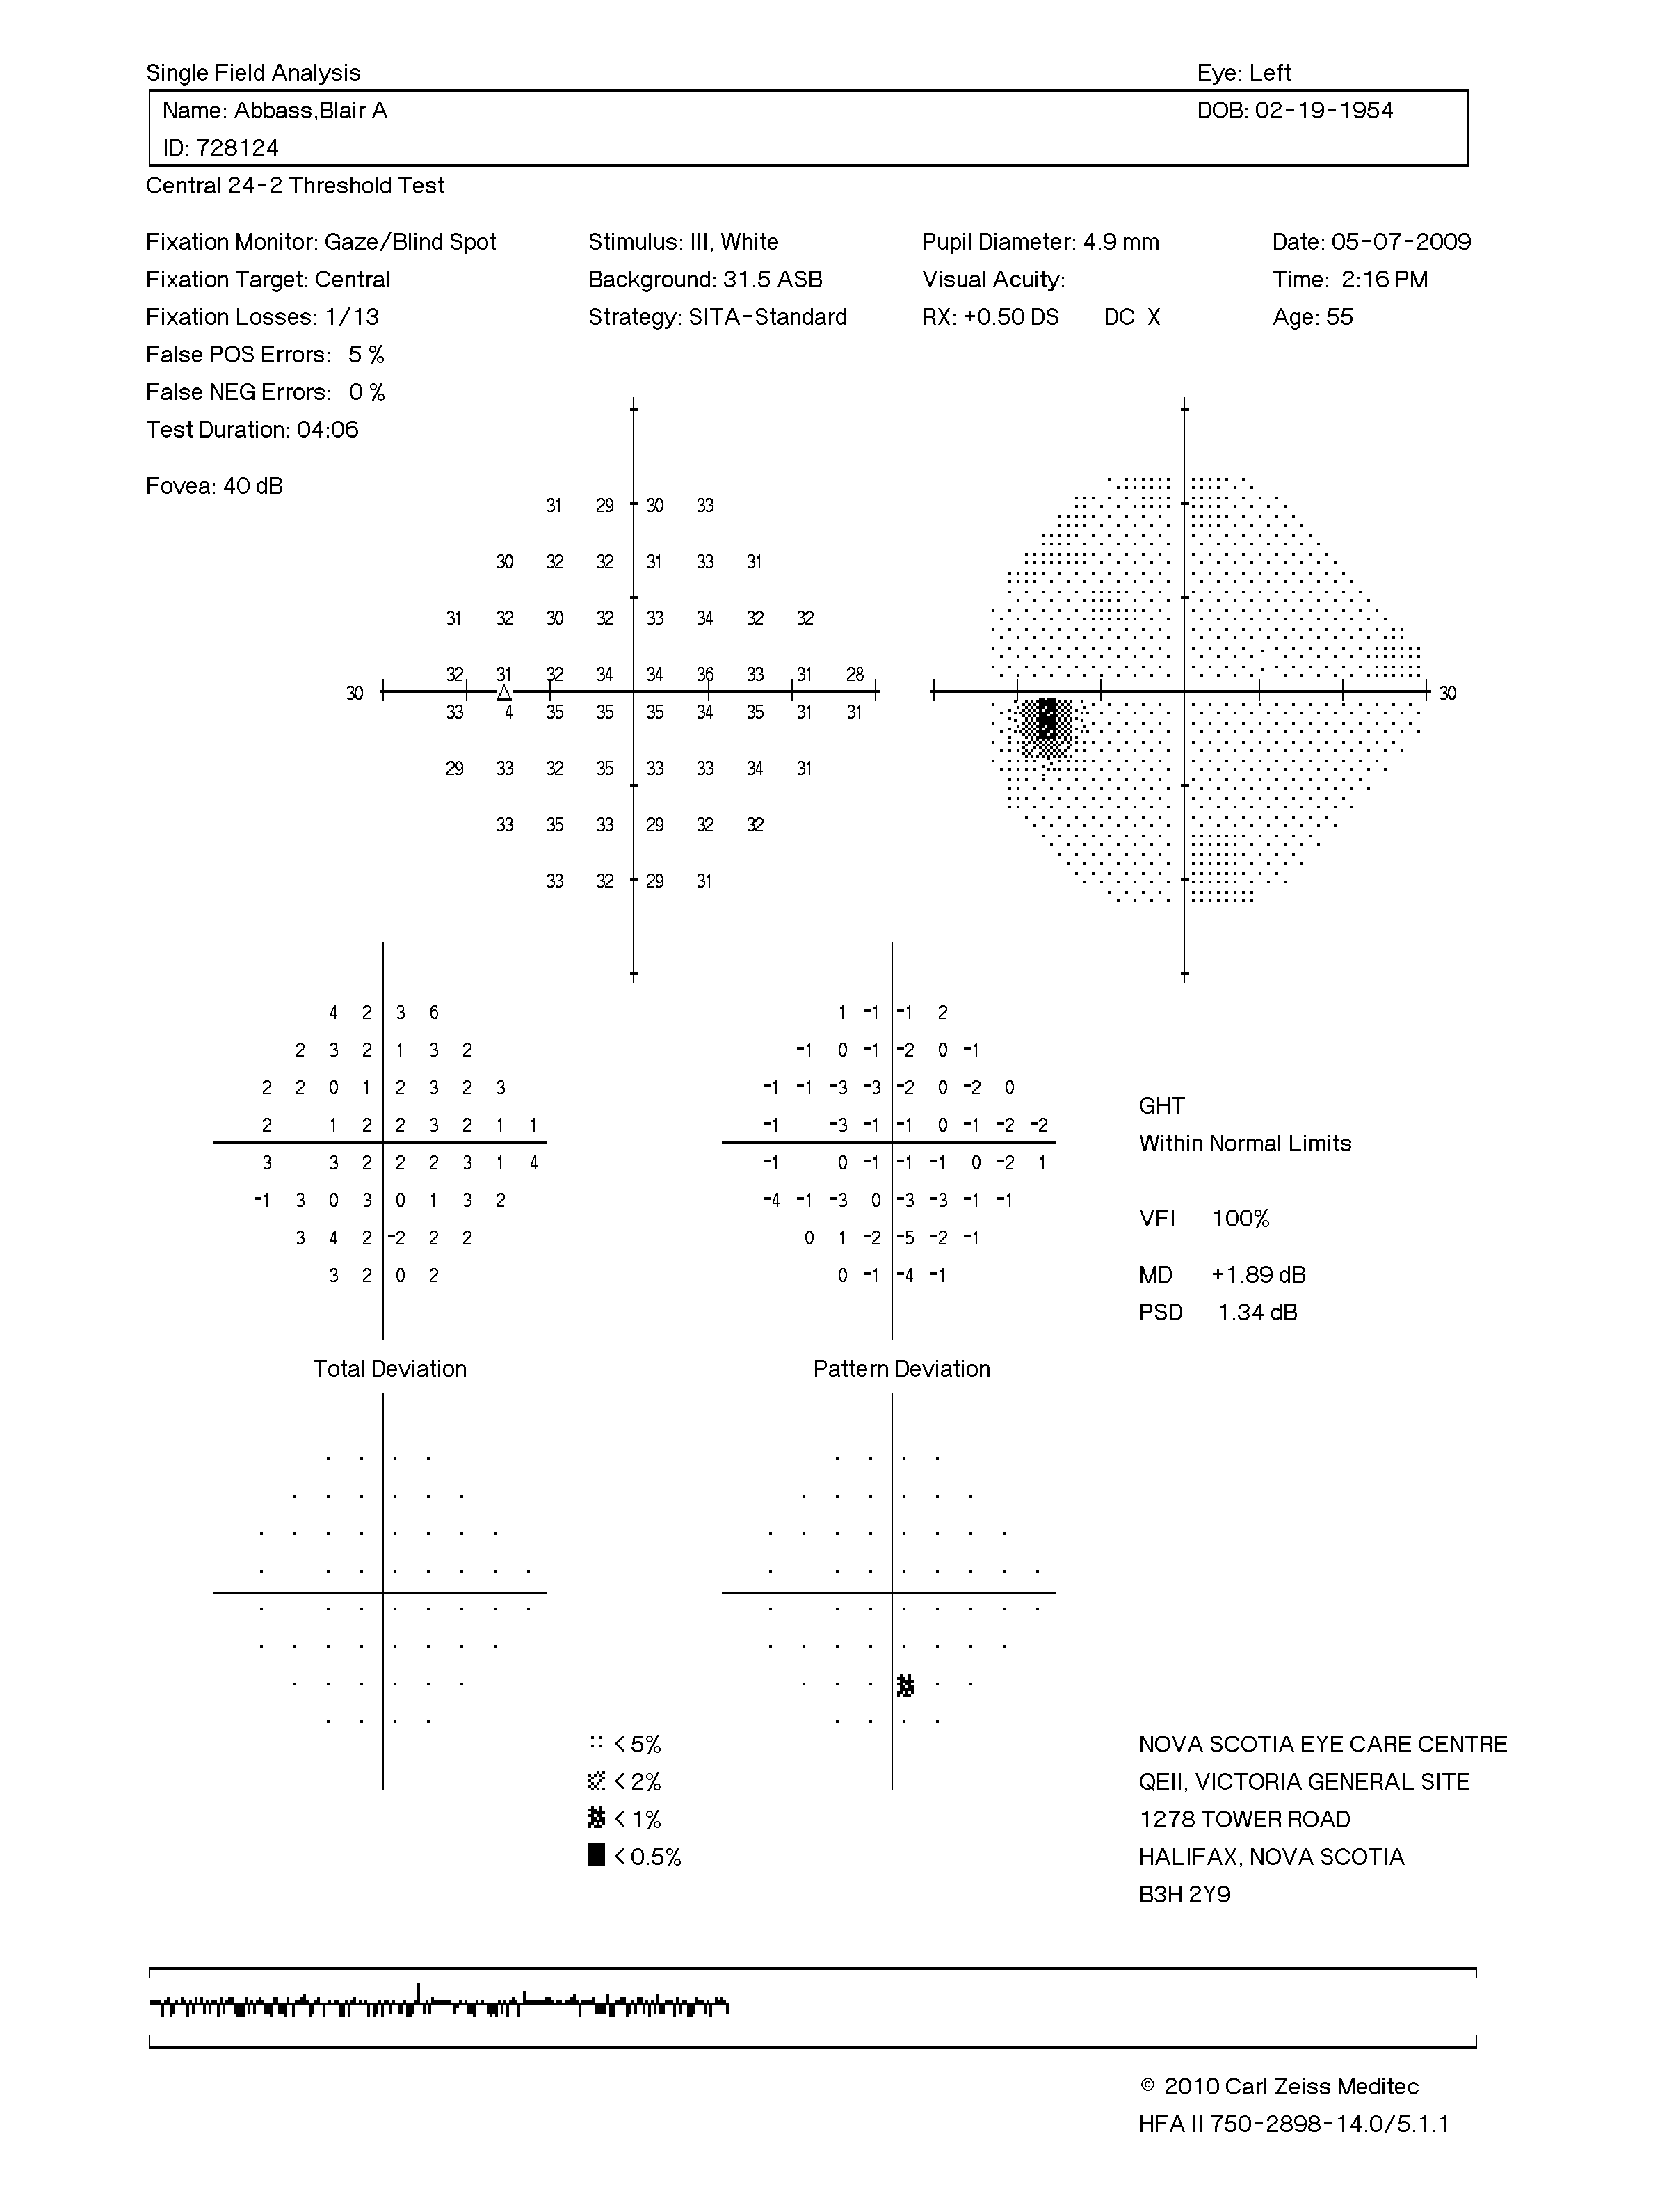 Single Field Analysis Eye: Left
Name: Abbass,Blair A DOB: 02-19-1954
ID: 728124
Central 24-2 Threshold Test
Fixation Monitor: Gaze/Blind Spot Stimulus: III, White Pupil Diameter: 4.9 mm Date: 05-07-2009
Fixation Target: Central Background: 31.5 ASB Visual Acuity: Time: 2:16 PM
Fixation Losses: 1/13 Strategy: SITA-Standard RX: +0.50 DS DC X Age: 55
False POS Errors: 5 %
False NEG Errors: 0 %
Test Duration: 04:06
Fovea: 40 dB
31 29 30 33
30 32 32 31 33 31
31 32 30 32 33 34 32 32
32 31 32 34 34 36 33 31 28
30 30
33 4 35 35 35 34 35 31 31
29 33 32 35 33 33 34 31
33 35 33 29 32 32
33 32 29 31
4 2 3 6 1 -1 -1 2
2 3 2 1 3 2 -1 0 -1 -2 0 -1
2 2 0 1 2 3 2 3 -1 -1 -3 -3 -2 0 -2 0
GHT
2 1 2 2 3 2 1 1 -1 -3 -1 -1 0 -1 -2 -2
Within Normal Limits
3 3 2 2 2 3 1 4 -1 0 -1 -1 -1 0 -2 1
-1 3 0 3 0 1 3 2 -4 -1 -3 0 -3 -3 -1 -1
VFI 100%
3 4 2 -2 2 2 0 1 -2 -5 -2 -1
3 2 0 2 0 -1 -4 -1
MD +1.89 dB
PSD 1.34 dB
Total Deviation Pattern Deviation
< 5% NOVA SCOTIA EYE CARE CENTRE
< 2% QEII, VICTORIA GENERAL SITE
< 1% 1278 TOWER ROAD
< 0.5% HALIFAX, NOVA SCOTIA
B3H 2Y9
© 2010 Carl Zeiss Meditec
HFA II 750-2898-14.0/5.1.1